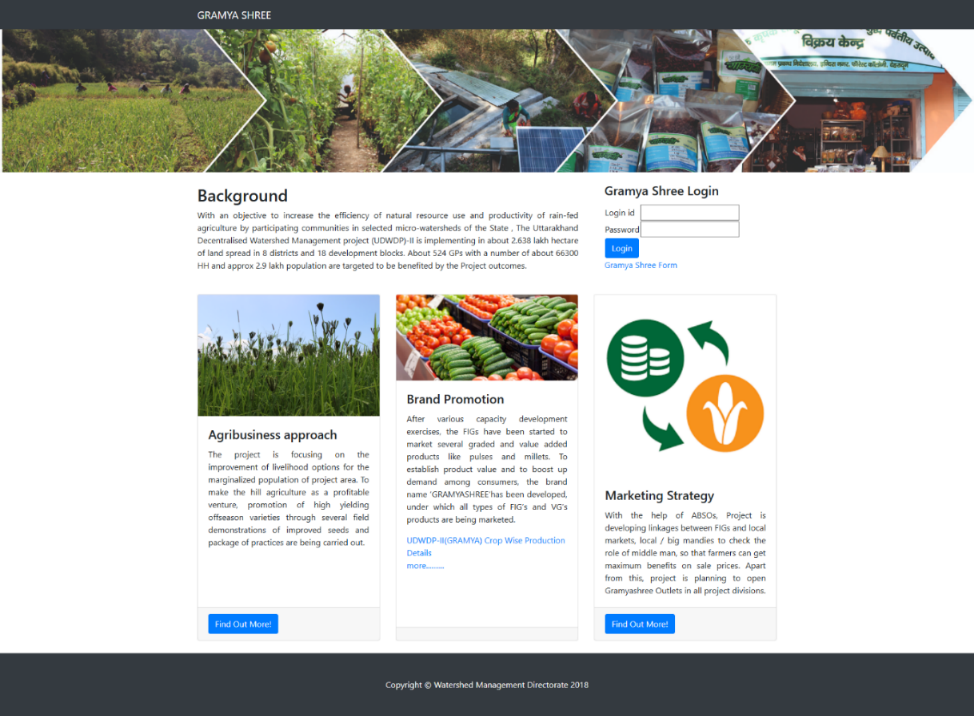 GRAMYA SHREE
विक्रय केन्द्र
Background
With an objective to increase the efficiency of natural resource use and productivity of rain-fed
agriculture by participating communities in selected micro-watersheds of the State , The Uttarakhand
Decentralised Watershed Management project (UDWDP)-II is implementing in about 2.638 lakh hectare
of land spread in 8 districts and 18 development blocks. About 524 GPs with a number of about 66300
HH and approx 2.9 lakh population are targeted to be benefited by the Project outcomes.
Gramya Shree Login
Login id
Password
Login
Gramya Shree Form
Agribusiness approach
The project is focusing on the
improvement of livelihood options for the
marginalized population of project area. To
make the hill agriculture as a profitable
venture, promotion of high yielding
offseason varieties through several field
demonstrations of improved seeds and
package of practices are being carried out.
Find Out More!
Brand Promotion
After various capacity development
exercises, the FIGs have been started to
market several graded and value added
products like pulses and millets. To
establish product value and to boost up
demand among consumers, the brand
name 'GRAMYASHREE'has been developed,
under which all types of FIG's and VG's
products are being marketed.
UDWDP-II(GRAMYA) Crop Wise Production
Details
more..........
Marketing Strategy
With the help of ABSOs, Project is
developing linkages between FIGs and local
markets, local / big mandies to check the
role of middle man, so that farmers can get
maximum benefits on sale prices. Apart
from this, project is planning to open
Gramyashree Outlets in all project divisions.
Find Out More!
Copyright © Watershed Management Directorate 2018